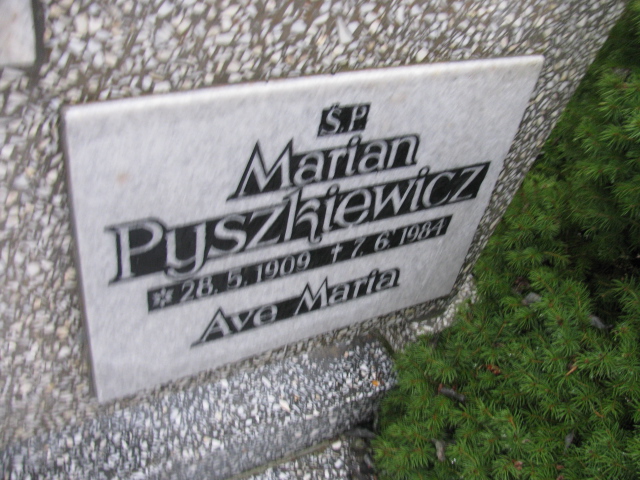 Ś.P
Marian
Pyszkiewicz
* 28.5.1909 † 7.6.1984
Ave Maria